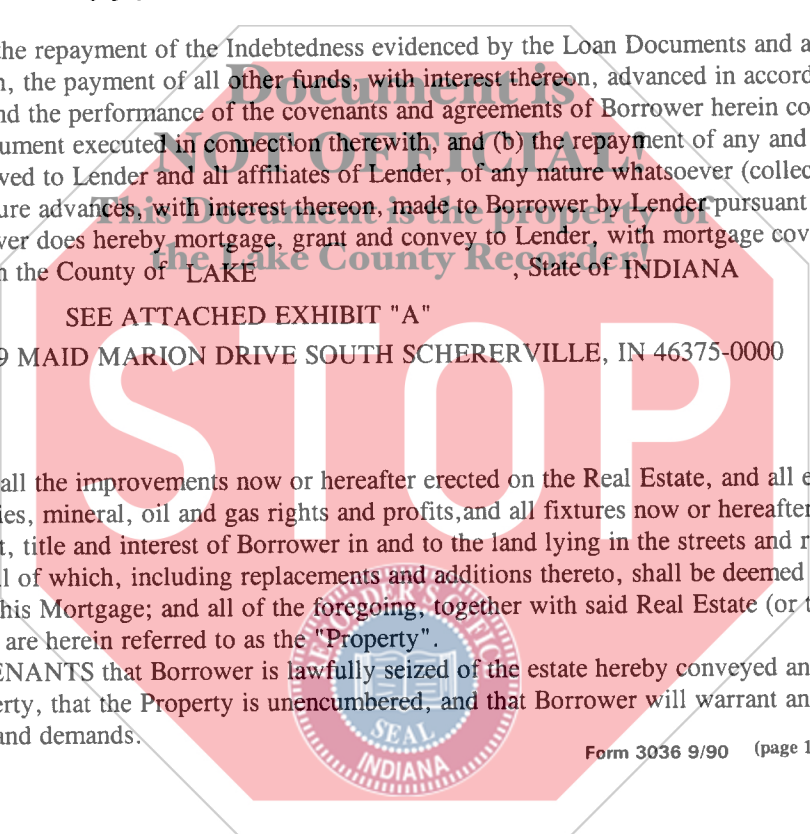 the repayment of the Indebtedness evidenced by the Loan Documents and a
n, the payment of all other funds, with interest thereon, advanced in accord
nd the performance of the covenants and agreements of Borrower herein co
ument executed in connection therewith, and (b) the repayment of any and
wed to Lender and all affiliates of Lender, of any nature whatsoever (collec
ure advances, with interest thereon, made to Borrower by Lender pursuant
ver does hereby mortgage, grant and convey to Lender, with mortgage cov
n the County of LAKE , State of INDIANA
Document is
NOT OFFICIAL!
This Document is the property of
the Lake County Recorder!
SEE ATTACHED EXHIBIT "A"
9 MAID MARION DRIVE SOUTH SCHERERVILLE, IN 46375-0000
STOP
all the improvements now or hereafter erected on the Real Estate, and all e
ies, mineral, oil and gas rights and profits,and all fixtures now or hereafter
t, title and interest of Borrower in and to the land lying in the streets and r
l of which, including replacements and additions thereto, shall be deemed
his Mortgage; and all of the foregoing, together with said Real Estate (or t
are herein referred to as the "Property".
ENANTS that Borrower is lawfully seized of the estate hereby conveyed an
erty, that the Property is unencumbered, and that Borrower will warrant an
and demands.
RECORDER'S OFFICE
SEAL
INDIANA
Form 3036 9/90 (page 1